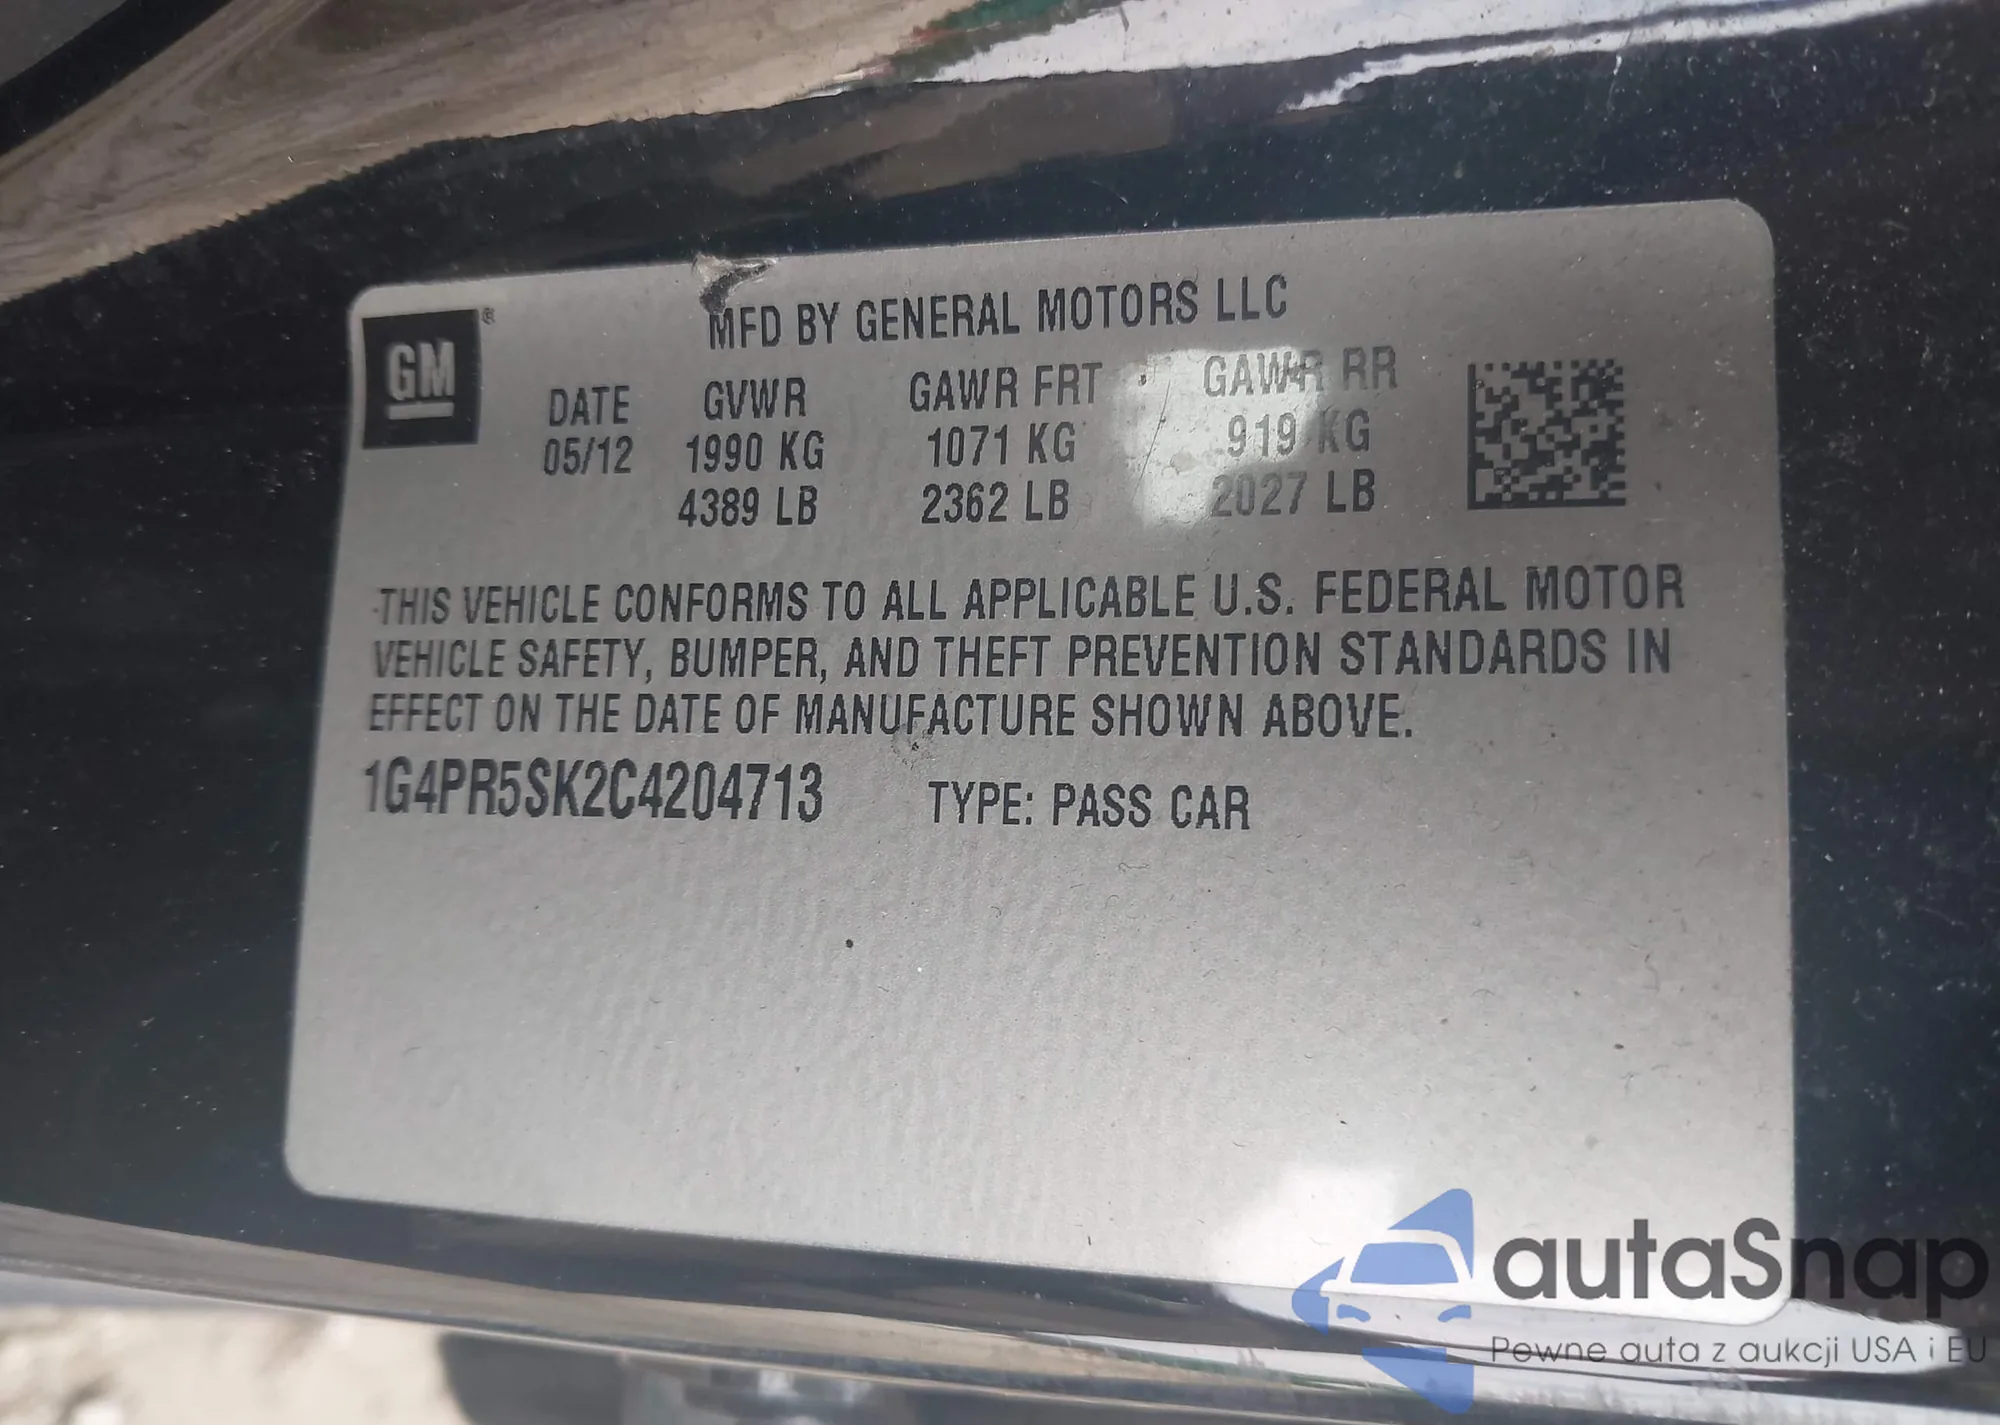 GM®
MFD BY GENERAL MOTORS LLC
DATE GVWR GAWR FRT GAWR RR
05/12 1990 KG 1071 KG 919 KG
4389 LB 2362 LB 2027 LB
THIS VEHICLE CONFORMS TO ALL APPLICABLE U.S. FEDERAL MOTOR
VEHICLE SAFETY, BUMPER, AND THEFT PREVENTION STANDARDS IN
EFFECT ON THE DATE OF MANUFACTURE SHOWN ABOVE.
1G4PR5SK2C4204713 TYPE: PASS CAR
autaSnap
Pewne auta z aukcji USA i EU